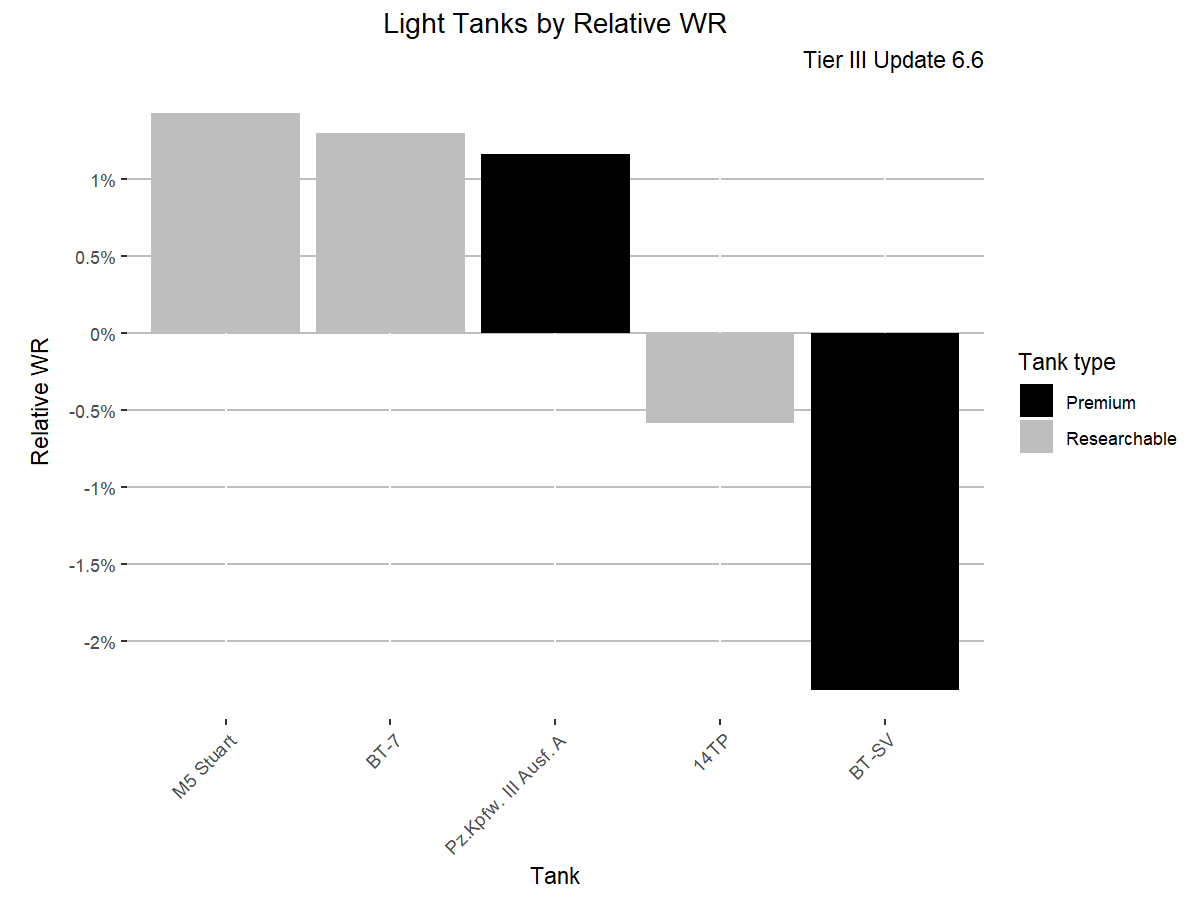 Light Tanks by Relative WR
Tier III Update 6.6
1%
0.5%
0%
-0.5%
-1%
-1.5%
-2%
Relative WR
M5 Stuart
BT-7
Pz.Kpfw. III Ausf. A
14TP
BT-SV
Tank
Tank type
Premium
Researchable